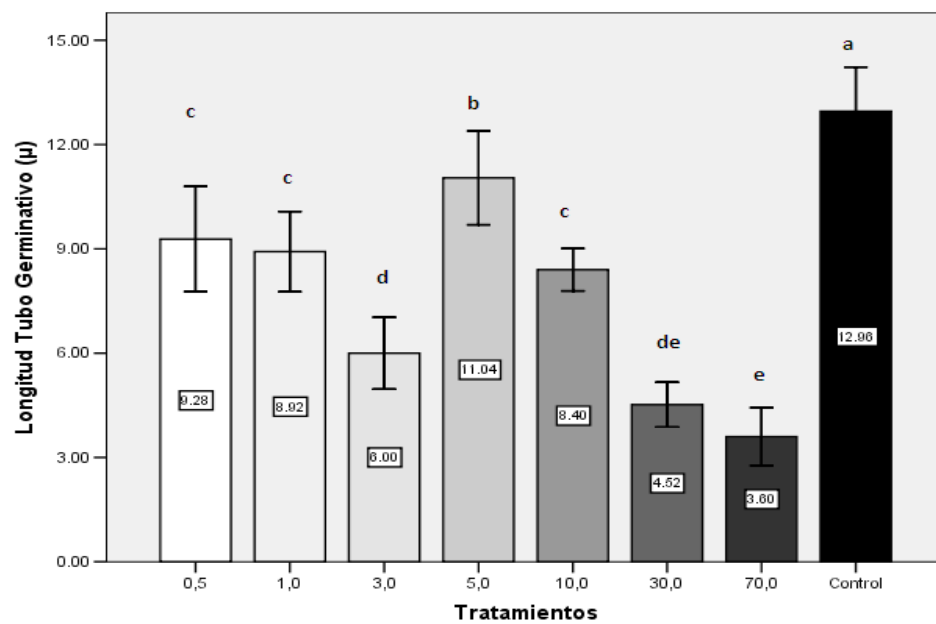 15.00
12.00
9.00
6.00
3.00
0.00
Longitud Tubo Germinativo (µ)
c
c
d
b
c
de
e
a
9.28
8.92
6.00
11.04
8.40
4.52
3.60
12.96
0,5
1,0
3,0
5,0
10,0
30,0
70,0
Control
Tratamientos